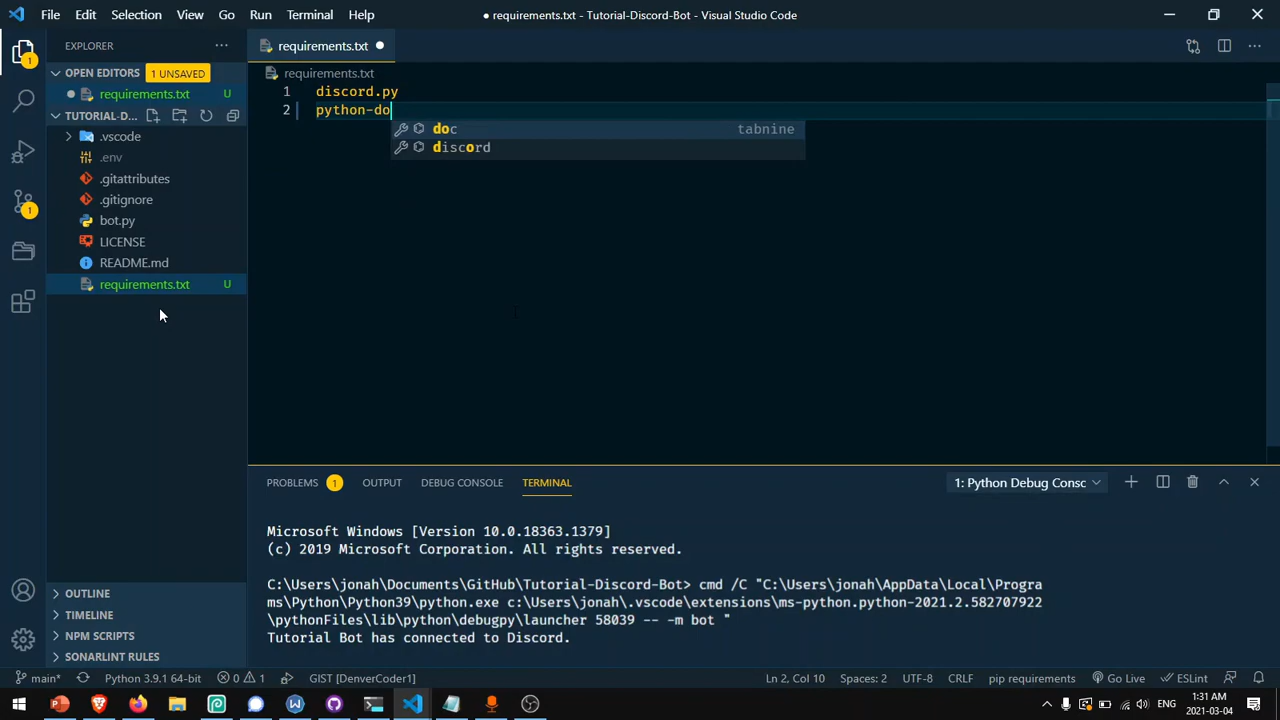 File Edit Selection View Go Run Terminal Help
● requirements.txt - Tutorial-Discord-Bot - Visual Studio Code
EXPLORER
OPEN EDITORS 1 UNSAVED
requirements.txt U
TUTORIAL-D...
.vscode
.env
.gitattributes
.gitignore
bot.py
LICENSE
README.md
requirements.txt U
OUTLINE
TIMELINE
NPM SCRIPTS
SONARLINT RULES
1
1
requirements.txt ●
requirements.txt
1 discord.py
2 python-do
doc tabnine
discord
PROBLEMS 1 OUTPUT DEBUG CONSOLE TERMINAL
1: Python Debug Consc
Microsoft Windows [Version 10.0.18363.1379]
(c) 2019 Microsoft Corporation. All rights reserved.
C:\Users\jonah\Documents\GitHub\Tutorial-Discord-Bot> cmd /C "C:\Users\jonah\AppData\Local\Progra
ms\Python\Python39\python.exe c:\Users\jonah\.vscode\extensions\ms-python.python-2021.2.582707922
\pythonFiles\lib\python\debugpy\launcher 58039 -- -m bot "
Tutorial Bot has connected to Discord.
main* Python 3.9.1 64-bit 0 1 GIST [DenverCoder1] Ln 2, Col 10 Spaces: 2 UTF-8 CRLF pip requirements Go Live ESLint
ENG 1:31 AM
2021-03-04